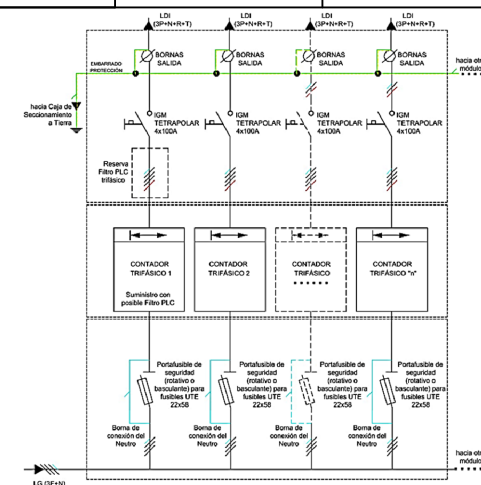 LDI
(3P+N+R+T)
LDI
(3P+N+R+T)
LDI
(3P+N+R+T)
LDI
(3P+N+R+T)
BORNAS
SALIDA
BORNAS
SALIDA
BORNAS
SALIDA
BORNAS
SALIDA
EMBARRADO
PROTECCIÓN
hacia otr
módulo
hacia Caja de
Seccionamiento
a Tierra
IGM
TETRAPOLAR
4x100A
IGM
TETRAPOLAR
4x100A
IGM
TETRAPOLAR
4x100A
IGM
TETRAPOLAR
4x100A
Reserva
Filtro PLC
trifásico
CONTADOR
TRIFÁSICO 1
Suministro con
posible Filtro PLC
CONTADOR
TRIFÁSICO 2
CONTADOR
TRIFÁSICO
CONTADOR
TRIFÁSICO "n"
Portafusible de
seguridad
(rotativo o
basculante) para
fusibles UTE
22x58
Portafusible de
seguridad
(rotativo o
basculante) para
fusibles UTE
22x58
Portafusible de
seguridad
(rotativo o
basculante) para
fusibles UTE
22x58
Portafusible de
seguridad
(rotativo o
basculante) para
fusibles UTE
22x58
Borna de
conexión del
Neutro
Borna de
conexión del
Neutro
Borna de
conexión del
Neutro
Borna de
conexión del
Neutro
hacia otr
módulo
LG (3F+N)